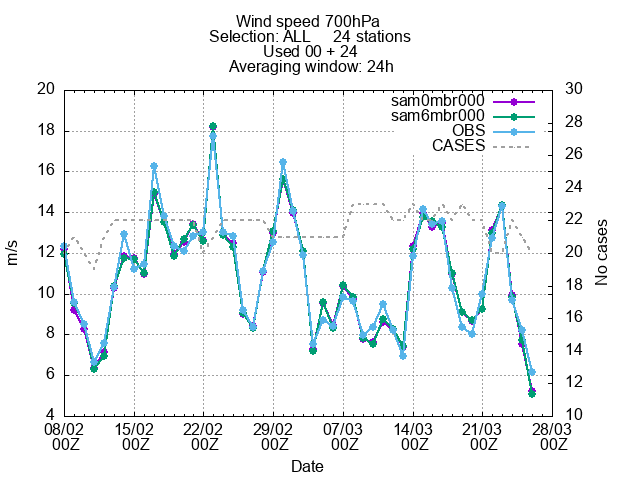 Wind speed 700hPa
Selection: ALL     24 stations
Used 00 + 24
Averaging window: 24h
sam0mbr000
sam6mbr000
OBS
CASES
m/s
20
18
16
14
12
10
8
6
4
No cases
30
28
26
24
22
20
18
16
14
12
10
08/02 15/02 22/02 29/02 07/03 14/03 21/03 28/03
00Z 00Z 00Z 00Z 00Z 00Z 00Z 00Z
Date